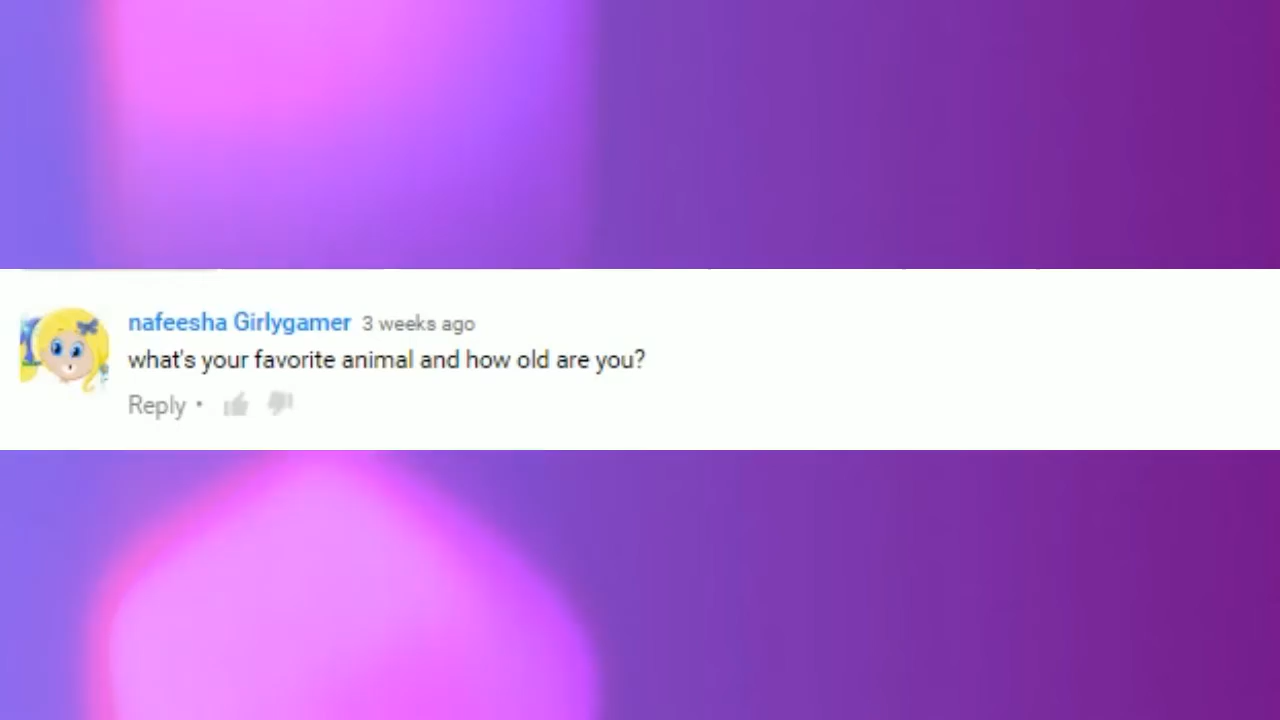 nafeesha Girlygamer 3 weeks ago
what's your favorite animal and how old are you?
Reply •